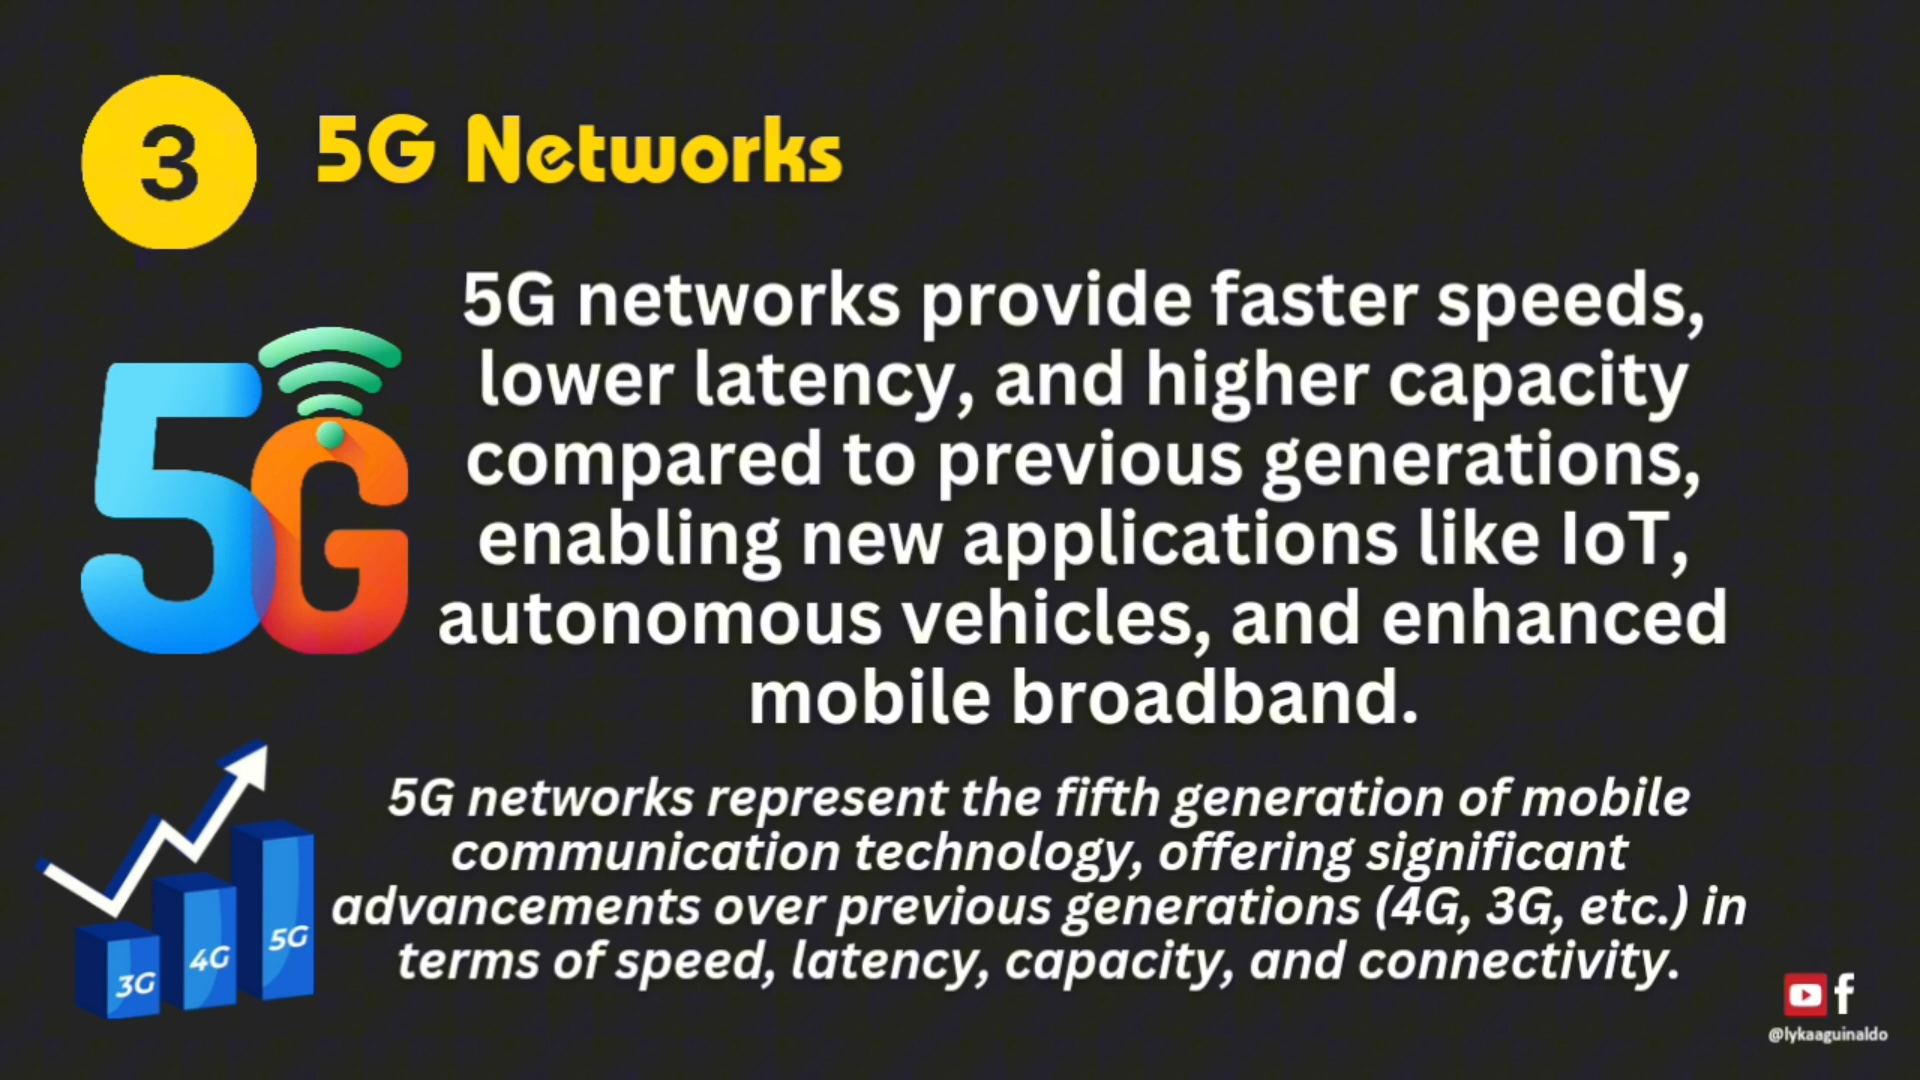 3
5G Networks
5G networks provide faster speeds,
lower latency, and higher capacity
compared to previous generations,
enabling new applications like IoT,
autonomous vehicles, and enhanced
mobile broadband.
5G
5G networks represent the fifth generation of mobile
communication technology, offering significant
advancements over previous generations (4G, 3G, etc.) in
terms of speed, latency, capacity, and connectivity.
3G
4G
5G
f
@lykaaguinaldo